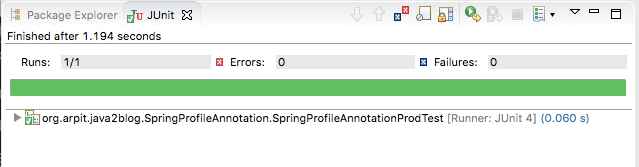 Package Explorer JUnit
Finished after 1.194 seconds
Runs: 1/1 Errors: 0 Failures: 0
org.arpit.java2blog.SpringProfileAnnotation.SpringProfileAnnotationProdTest [Runner: JUnit 4] (0.060 s)